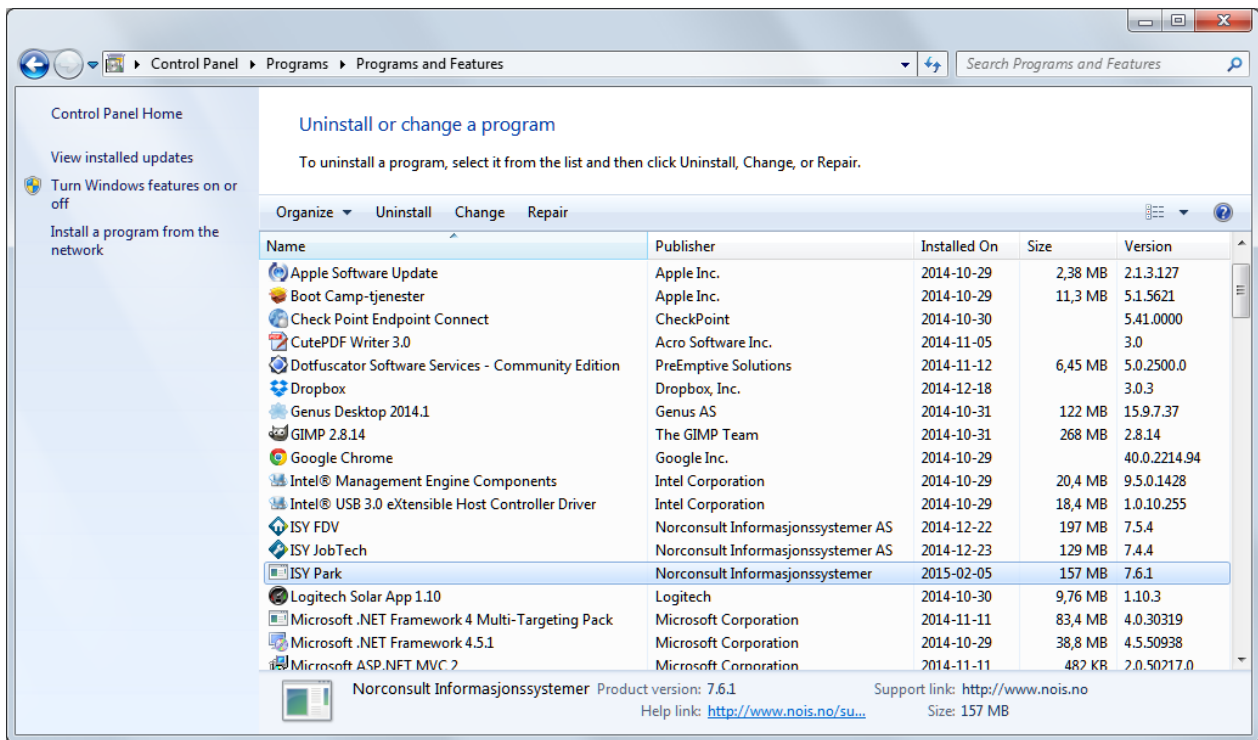 Control Panel ▸ Programs ▸ Programs and Features
Search Programs and Features
Control Panel Home
View installed updates
Turn Windows features on or
off
Install a program from the
network
Uninstall or change a program
To uninstall a program, select it from the list and then click Uninstall, Change, or Repair.
Organize Uninstall Change Repair
Name Publisher Installed On Size Version
Apple Software Update Apple Inc. 2014-10-29 2,38 MB 2.1.3.127
Boot Camp-tjenester Apple Inc. 2014-10-29 11,3 MB 5.1.5621
Check Point Endpoint Connect CheckPoint 2014-10-30 5.41.0000
CutePDF Writer 3.0 Acro Software Inc. 2014-11-05 3.0
Dotfuscator Software Services - Community Edition PreEmptive Solutions 2014-11-12 6,45 MB 5.0.2500.0
Dropbox Dropbox, Inc. 2014-12-18 3.0.3
Genus Desktop 2014.1 Genus AS 2014-10-31 122 MB 15.9.7.37
GIMP 2.8.14 The GIMP Team 2014-10-31 268 MB 2.8.14
Google Chrome Google Inc. 2014-10-29 40.0.2214.94
Intel® Management Engine Components Intel Corporation 2014-10-29 20,4 MB 9.5.0.1428
Intel® USB 3.0 eXtensible Host Controller Driver Intel Corporation 2014-10-29 18,4 MB 1.0.10.255
ISY FDV Norconsult Informasjonssystemer AS 2014-12-22 197 MB 7.5.4
ISY JobTech Norconsult Informasjonssystemer AS 2014-12-23 129 MB 7.4.4
ISY Park Norconsult Informasjonssystemer 2015-02-05 157 MB 7.6.1
Logitech Solar App 1.10 Logitech 2014-10-30 9,76 MB 1.10.3
Microsoft .NET Framework 4 Multi-Targeting Pack Microsoft Corporation 2014-11-11 83,4 MB 4.0.30319
Microsoft .NET Framework 4.5.1 Microsoft Corporation 2014-10-29 38,8 MB 4.5.50938
Microsoft ASP.NET MVC 2 Microsoft Corporation 2014-11-11 482 KB 2.0.50217.0
Norconsult Informasjonssystemer Product version: 7.6.1 Support link: http://www.nois.no
Help link: http://www.nois.no/su... Size: 157 MB